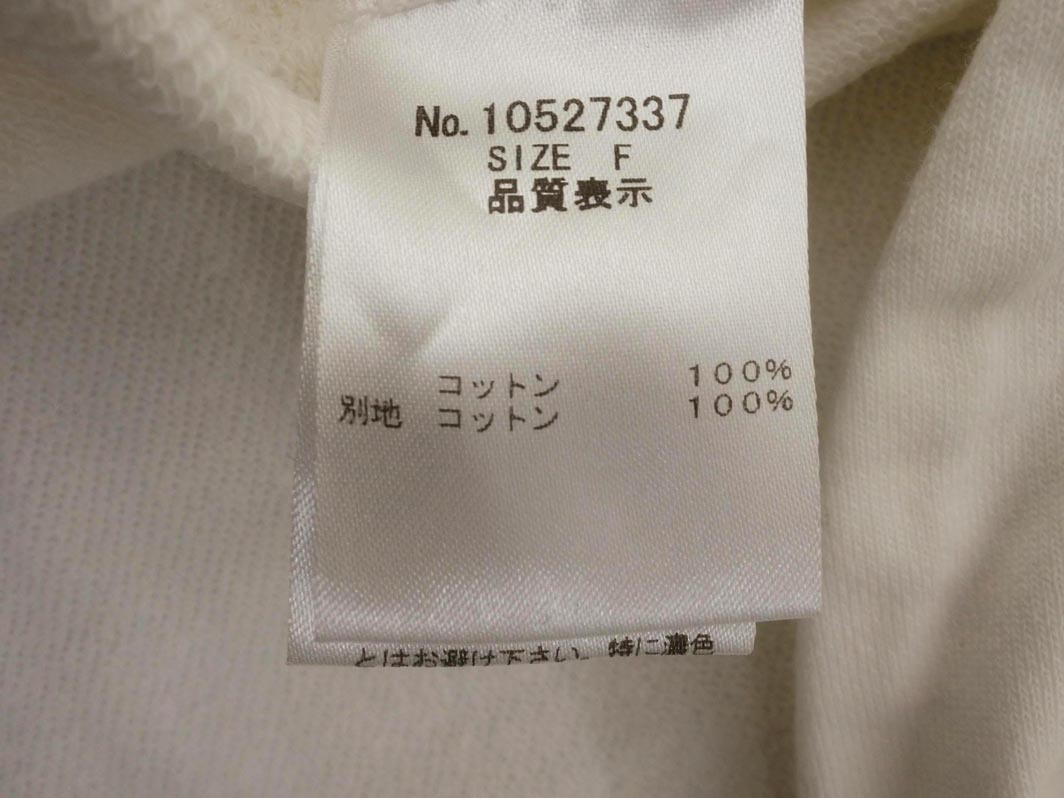 No. 10527337
SIZE F
品質表示
コットン 100%
別地 コットン 100%
とはお避け下さい。特に濃色